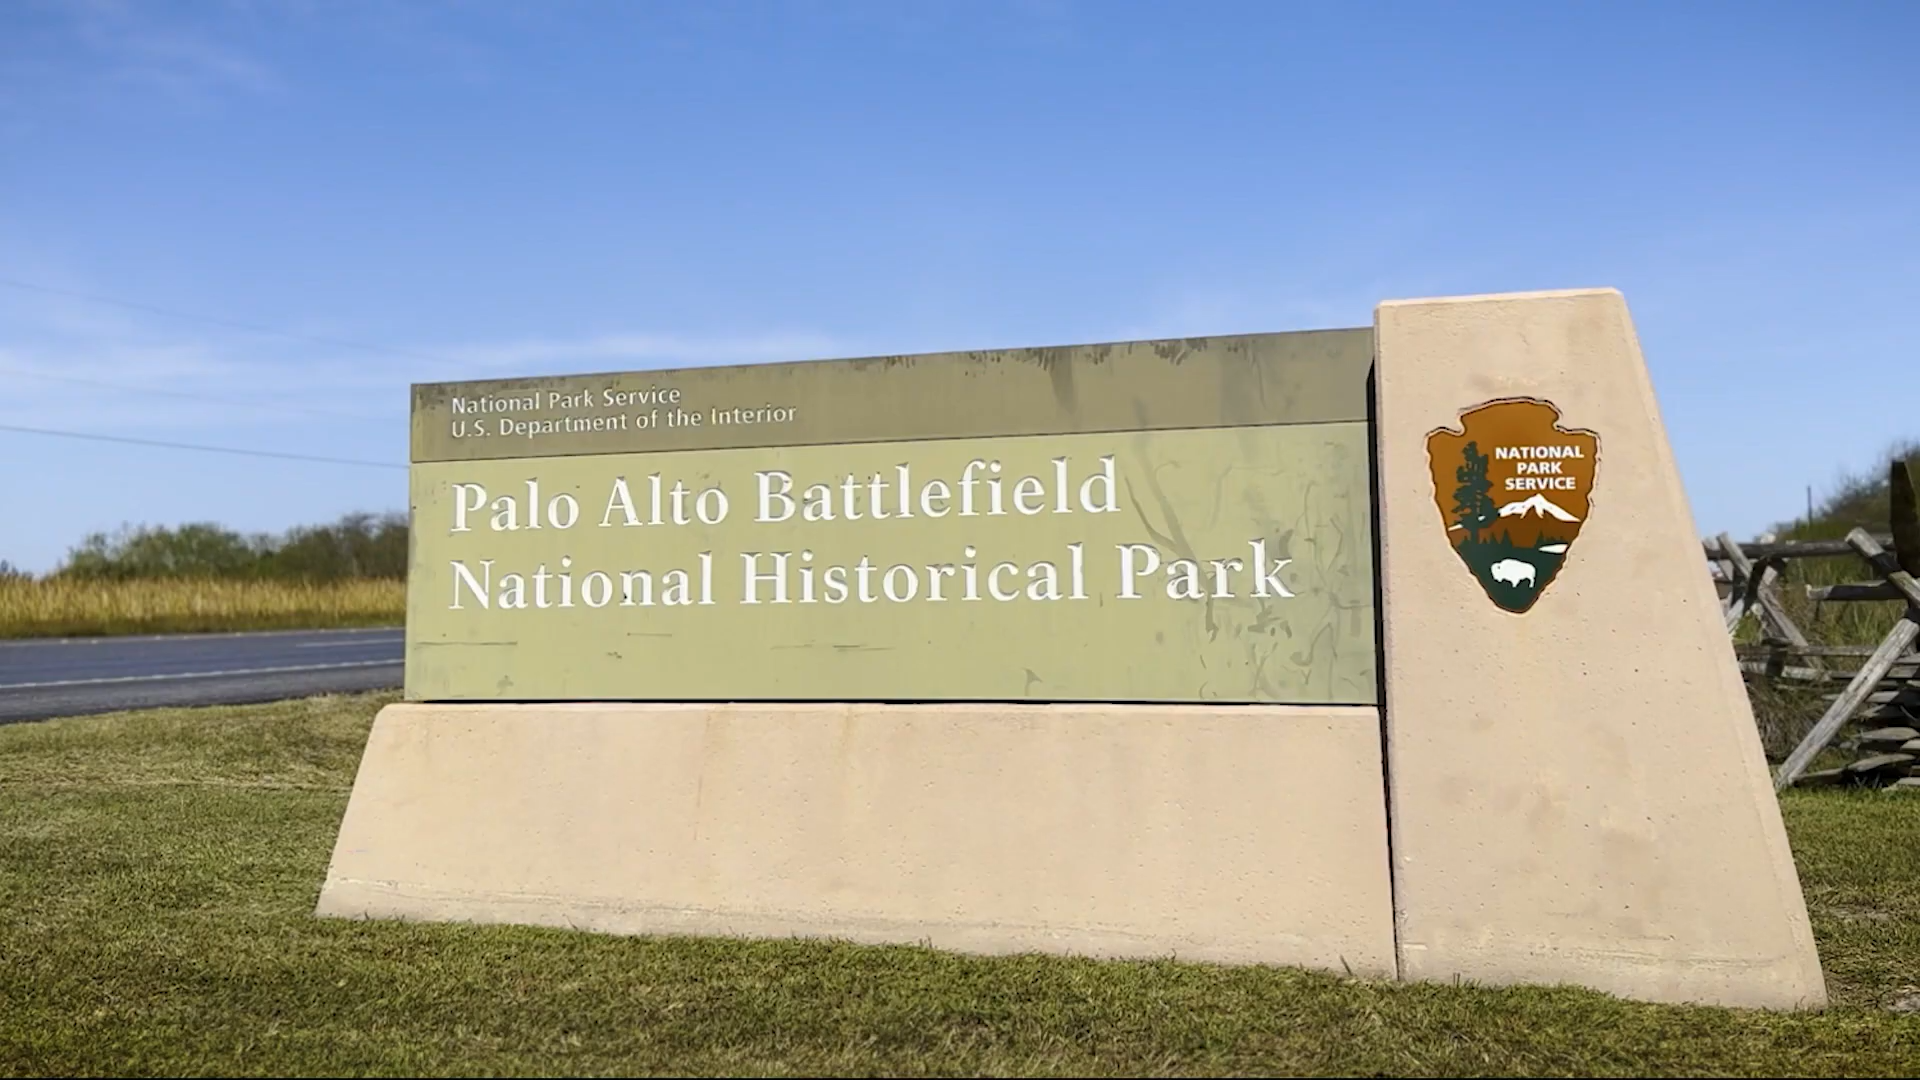 National Park Service
U.S. Department of the Interior
Palo Alto Battlefield
National Historical Park
NATIONAL
PARK
SERVICE